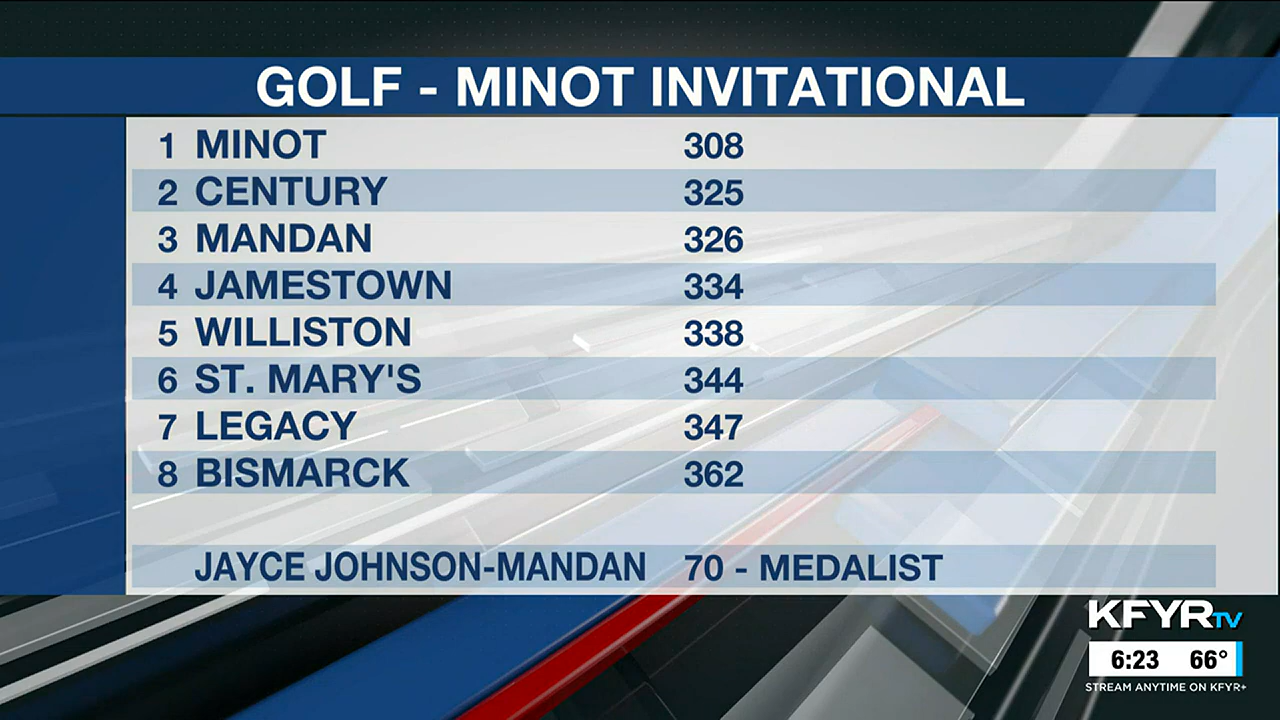 GOLF - MINOT INVITATIONAL
1 MINOT 308
2 CENTURY 325
3 MANDAN 326
4 JAMESTOWN 334
5 WILLISTON 338
6 ST. MARY'S 344
7 LEGACY 347
8 BISMARCK 362
JAYCE JOHNSON-MANDAN 70 - MEDALIST
KFYRTV
6:23 66°
STREAM ANYTIME ON KFYR+